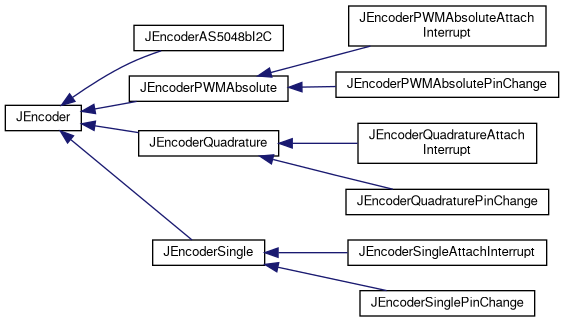 JEncoder
JEncoderAS5048bI2C
JEncoderPWMAbsolute
JEncoderPWMAbsoluteAttach
Interrupt
JEncoderPWMAbsolutePinChange
JEncoderQuadrature
JEncoderQuadratureAttach
Interrupt
JEncoderQuadraturePinChange
JEncoderSingle
JEncoderSingleAttachInterrupt
JEncoderSinglePinChange